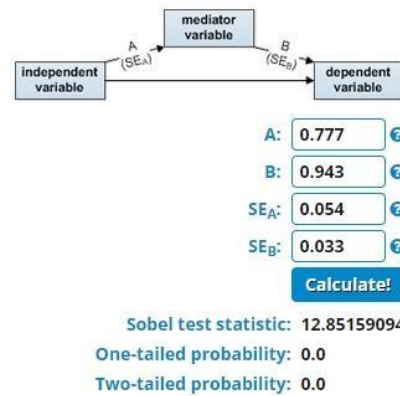 mediator
variable
A
(SEA)
B
(SEB)
independent
variable
dependent
variable
A: 0.777 ?
B: 0.943 ?
SEA: 0.054 ?
SEB: 0.033 ?
Calculate!
Sobel test statistic: 12.85159094
One-tailed probability: 0.0
Two-tailed probability: 0.0